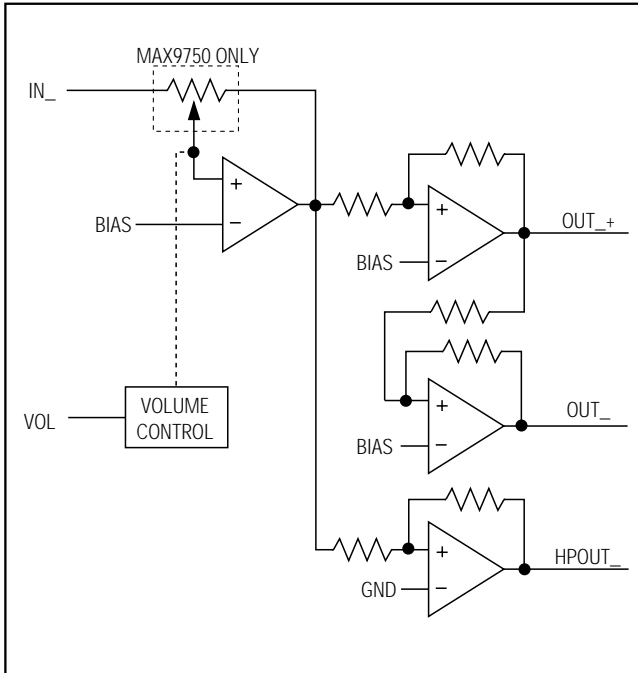 MAX9750 ONLY
IN_
+
−
BIAS
+
−
BIAS
OUT_+
VOL
VOLUME
CONTROL
+
−
BIAS
OUT_
+
−
GND
HPOUT_